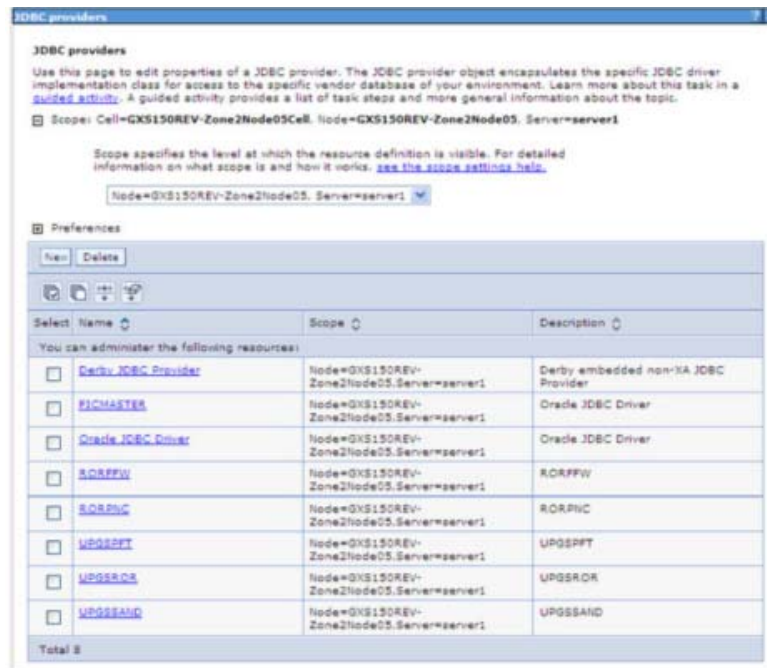 JDBC providers ?
JDBC providers
Use this page to edit properties of a JDBC provider. The JDBC provider object encapsulates the specific JDBC driver
implementation class for access to the specific vendor database of your environment. Learn more about this task in a
guided activity. A guided activity provides a list of task steps and more general information about the topic.
Scope: Cell=GXS150REV-Zone2Node05Cell, Node=GXS150REV-Zone2Node05, Server=server1
Scope specifies the level at which the resource definition is visible. For detailed
information on what scope is and how it works, see the scope settings help.
Node=GXS150REV-Zone2Node05, Server=server1
Preferences
New Delete
Select Name Scope Description
You can administer the following resources:
Derby JDBC Provider Node=GXS150REV- Derby embedded non-XA JDBC
Zone2Node05,Server=server1 Provider
FICMASTER Node=GXS150REV- Oracle JDBC Driver
Zone2Node05,Server=server1
Oracle JDBC Driver Node=GXS150REV- Oracle JDBC Driver
Zone2Node05,Server=server1
RORFFW Node=GXS150REV- RORFFW
Zone2Node05,Server=server1
RORPNC Node=GXS150REV- RORPNC
Zone2Node05,Server=server1
UPGSPFT Node=GXS150REV- UPGSPFT
Zone2Node05,Server=server1
UPGSROR Node=GXS150REV- UPGSROR
Zone2Node05,Server=server1
UPGSSAND Node=GXS150REV- UPGSSAND
Zone2Node05,Server=server1
Total 8